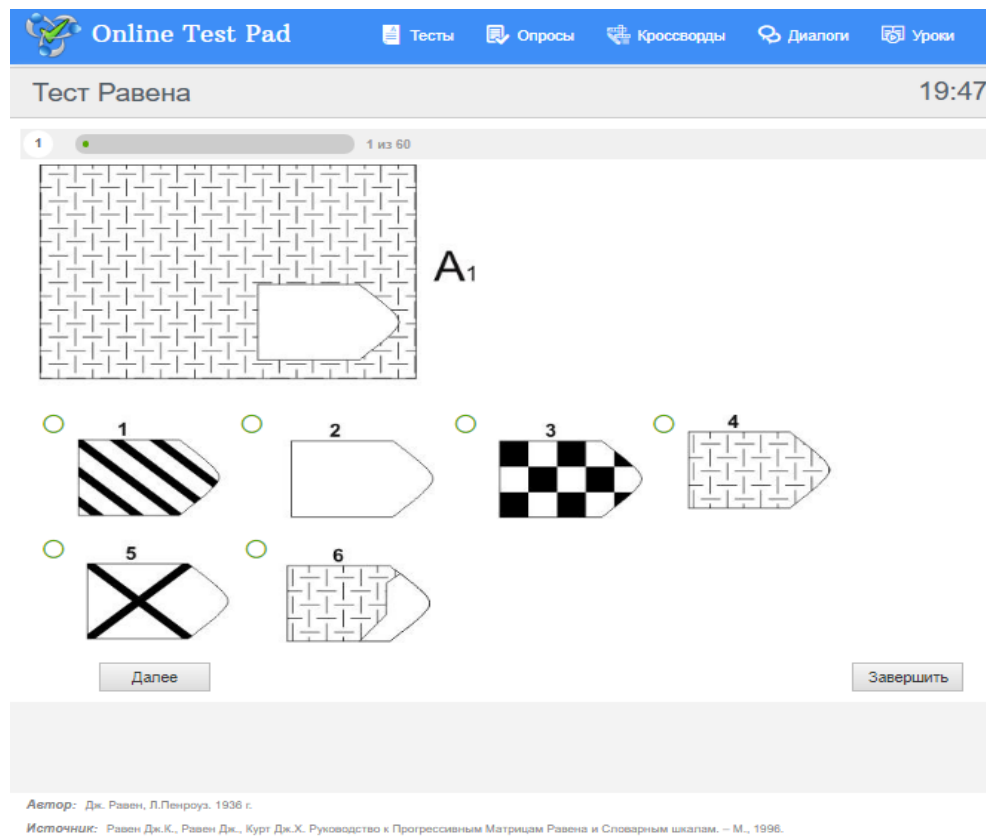 Online Test Pad Тесты Опросы Кроссворды Диалоги Уроки
Тест Равена 19:47
1 1 из 60
A1
1 2 3 4
5 6
Далее Завершить
Автор: Дж. Равен, Л.Пенроуз. 1936 г.
Источник: Равен Дж.К., Равен Дж., Курт Дж.Х. Руководство к Прогрессивным Матрицам Равена и Словарным шкалам. – М., 1996.